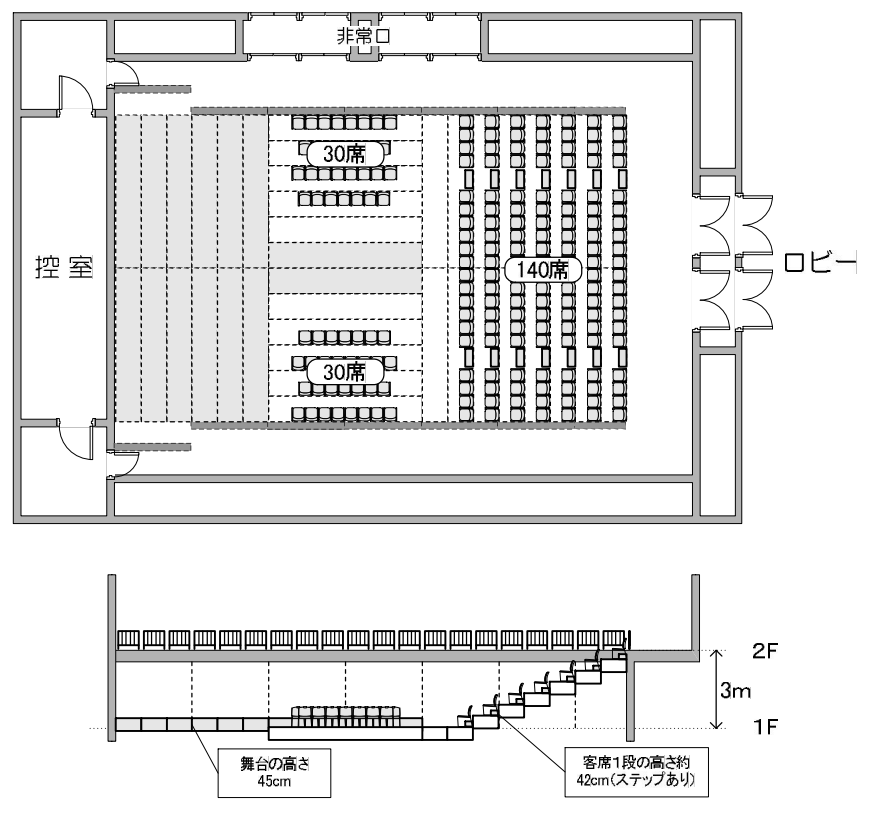 非常口
30席
控室
140席
ロビー
30席
2F
3m
1F
舞台の高さ
45cm
客席1段の高さ約
42cm(ステップあり)